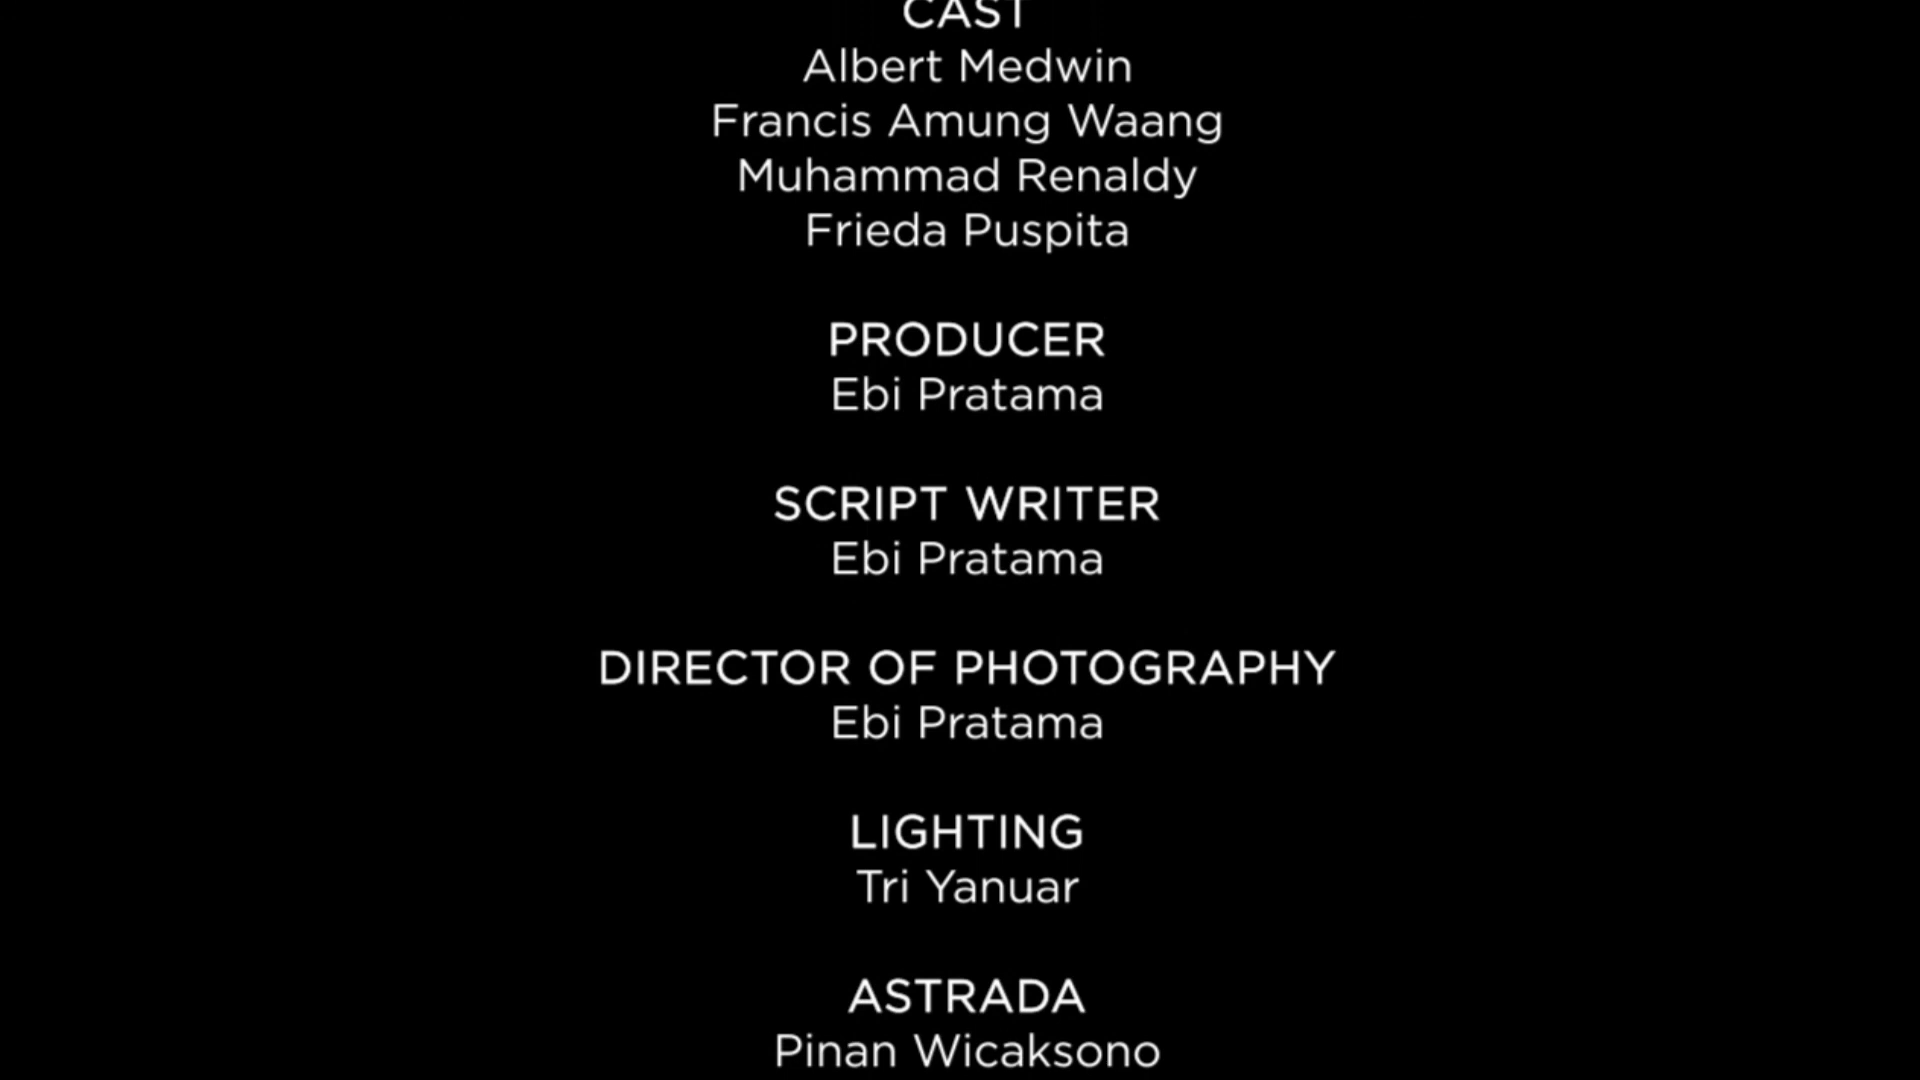 CAST
Albert Medwin
Francis Amung Waang
Muhammad Renaldy
Frieda Puspita
PRODUCER
Ebi Pratama
SCRIPT WRITER
Ebi Pratama
DIRECTOR OF PHOTOGRAPHY
Ebi Pratama
LIGHTING
Tri Yanuar
ASTRADA
Pinan Wicaksono